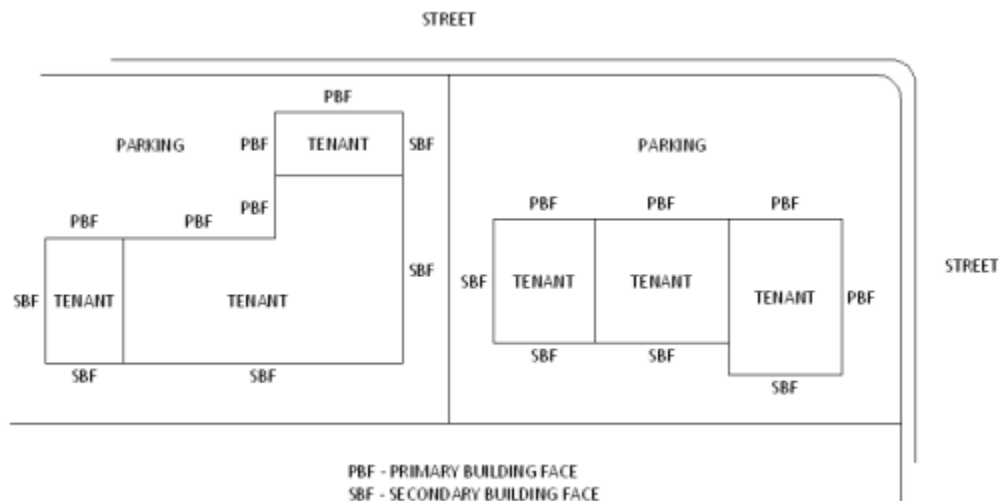 STREET
PBF
PARKING
PBF
TENANT
SBF
PARKING
PBF
PBF
PBF
PBF
PBF
PBF
SBF
STREET
SBF
TENANT
TENANT
SBF
TENANT
TENANT
TENANT
PBF
SBF
SBF
SBF
SBF
SBF
PBF - PRIMARY BUILDING FACE
SBF - SECONDARY BUILDING FACE